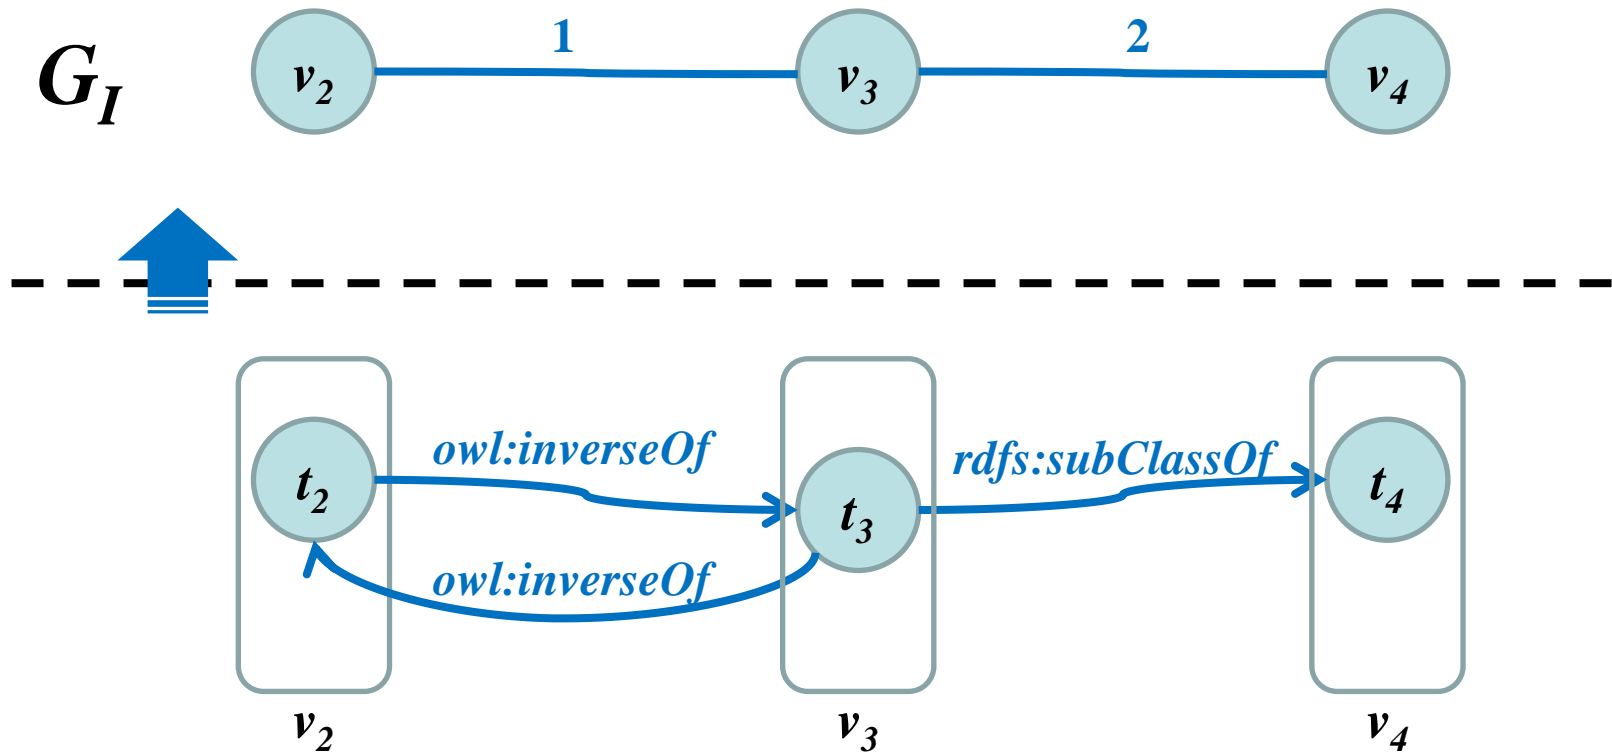 1 2
G_I v_2 v_3 v_4
owl:inverseOf rdfs:subClassOf
t_2 t_3 t_4
owl:inverseOf
v_2 v_3 v_4